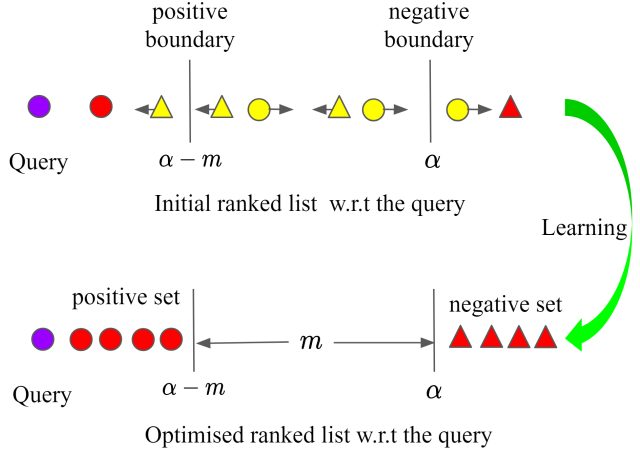 positive
boundary
negative
boundary
Query
α − m
α
Initial ranked list w.r.t the query
Learning
positive set
negative set
m
Query
α − m
α
Optimised ranked list w.r.t the query